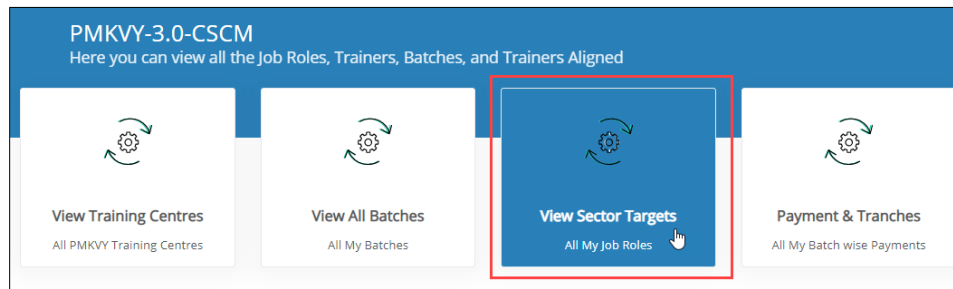 PMKVY-3.0-CSCM
Here you can view all the Job Roles, Trainers, Batches, and Trainers Aligned
View Training Centres
All PMKVY Training Centres
View All Batches
All My Batches
View Sector Targets
All My Job Roles
Payment & Tranches
All My Batch wise Payments